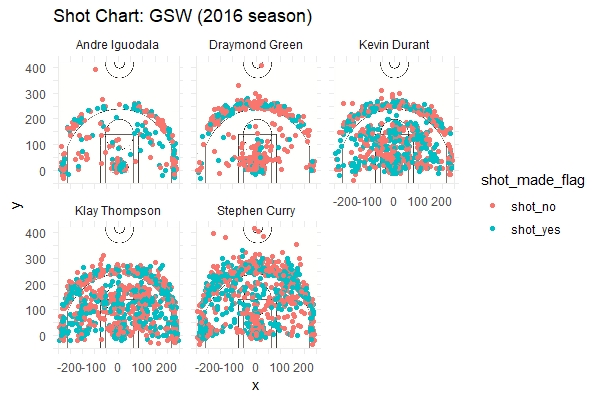 Shot Chart: GSW (2016 season)
Andre Iguodala Draymond Green Kevin Durant
400
300
200
100
0
-200-100 0 100 200
shot_made_flag
shot_no
shot_yes
y
Klay Thompson Stephen Curry
400
300
200
100
0
-200-100 0 100 200 -200-100 0 100 200
x